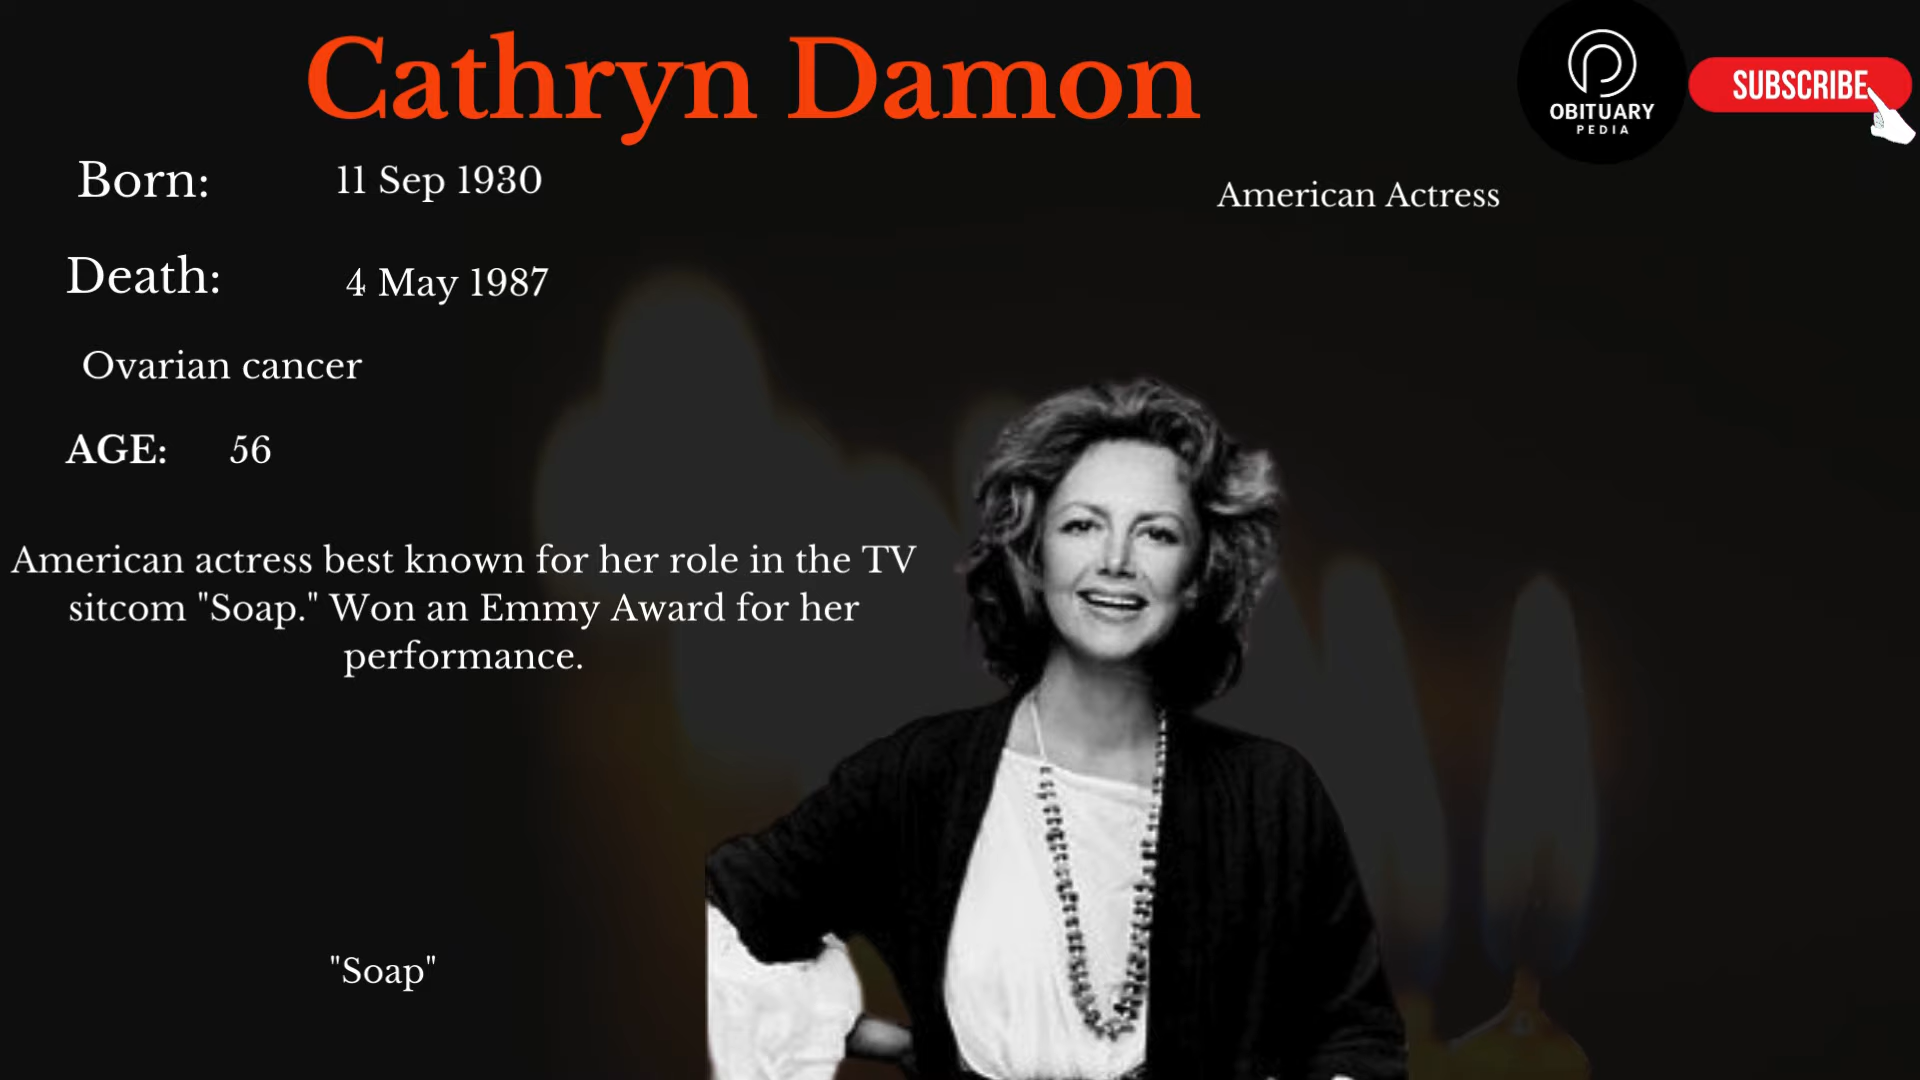 Cathryn Damon
OBITUARY
PEDIA
SUBSCRIBE
Born:
11 Sep 1930
American Actress
Death:
4 May 1987
Ovarian cancer
AGE:
56
American actress best known for her role in the TV
sitcom "Soap." Won an Emmy Award for her
performance.
"Soap"